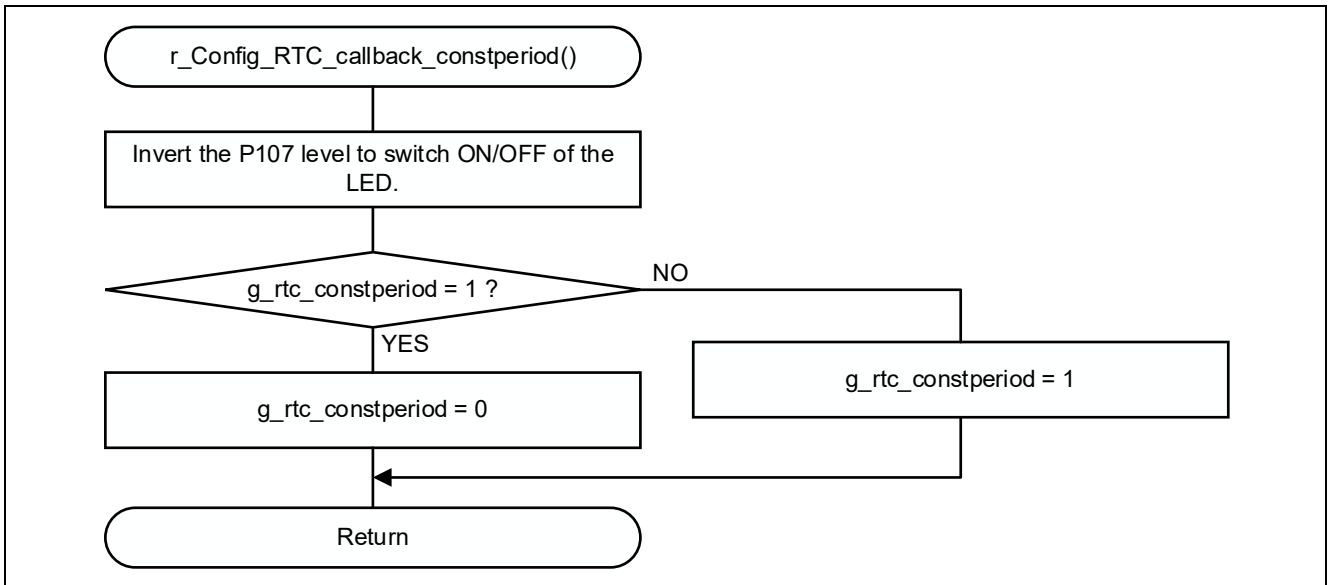 r_Config_RTC_callback_constperiod()
Invert the P107 level to switch ON/OFF of the
LED.
g_rtc_constperiod = 1 ?
NO
YES
g_rtc_constperiod = 1
g_rtc_constperiod = 0
Return